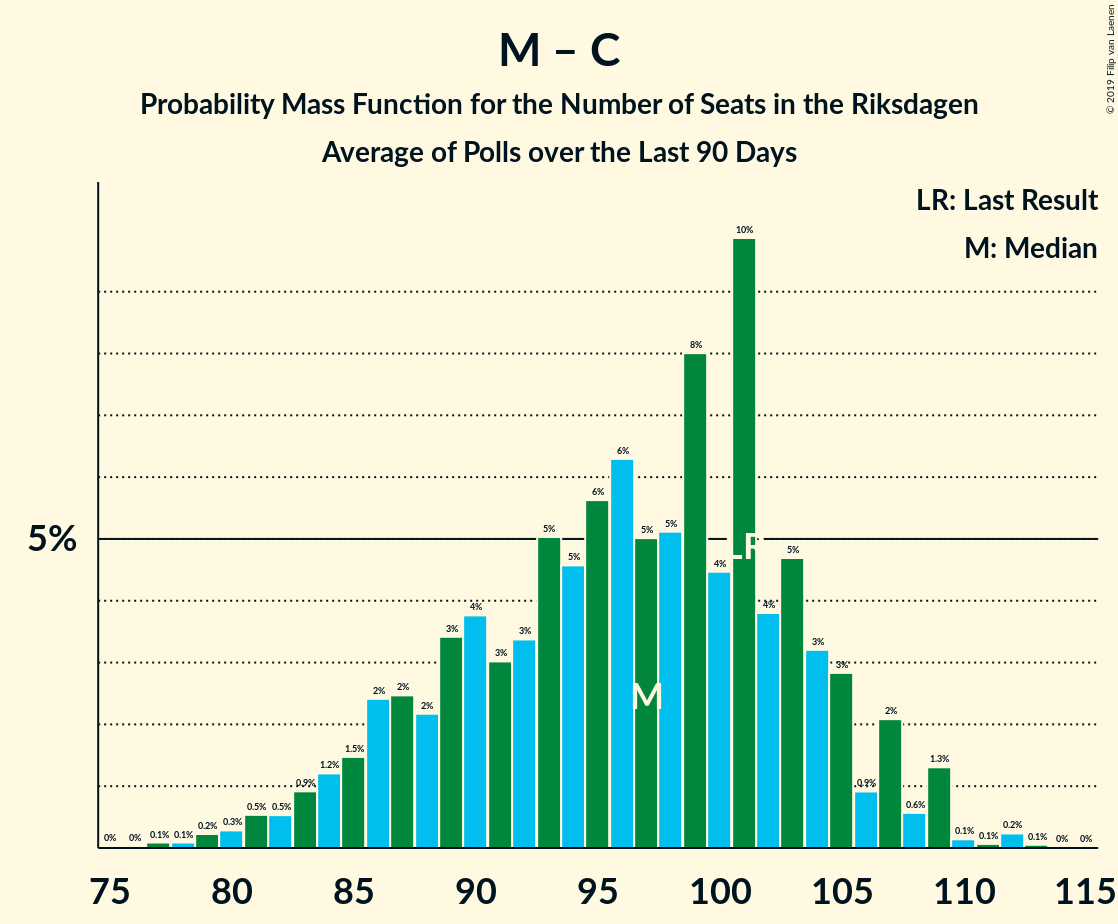 M – C
Probability Mass Function for the Number of Seats in the Riksdagen
Average of Polls over the Last 90 Days
© 2019 Filip van Laenen
LR: Last Result
M: Median
5%
0% 0% 0.1% 0.1% 0.2% 0.3% 0.5% 0.5% 0.9% 1.2% 1.5% 2% 2% 2% 3% 4% 3% 3% 5% 5% 6% 6% 5% 5% 8% 4% 10% 4% 5% 3% 3% 0.9% 2% 0.6% 1.3% 0.1% 0.1% 0.2% 0.1% 0% 0%
LR
M
75 80 85 90 95 100 105 110 115